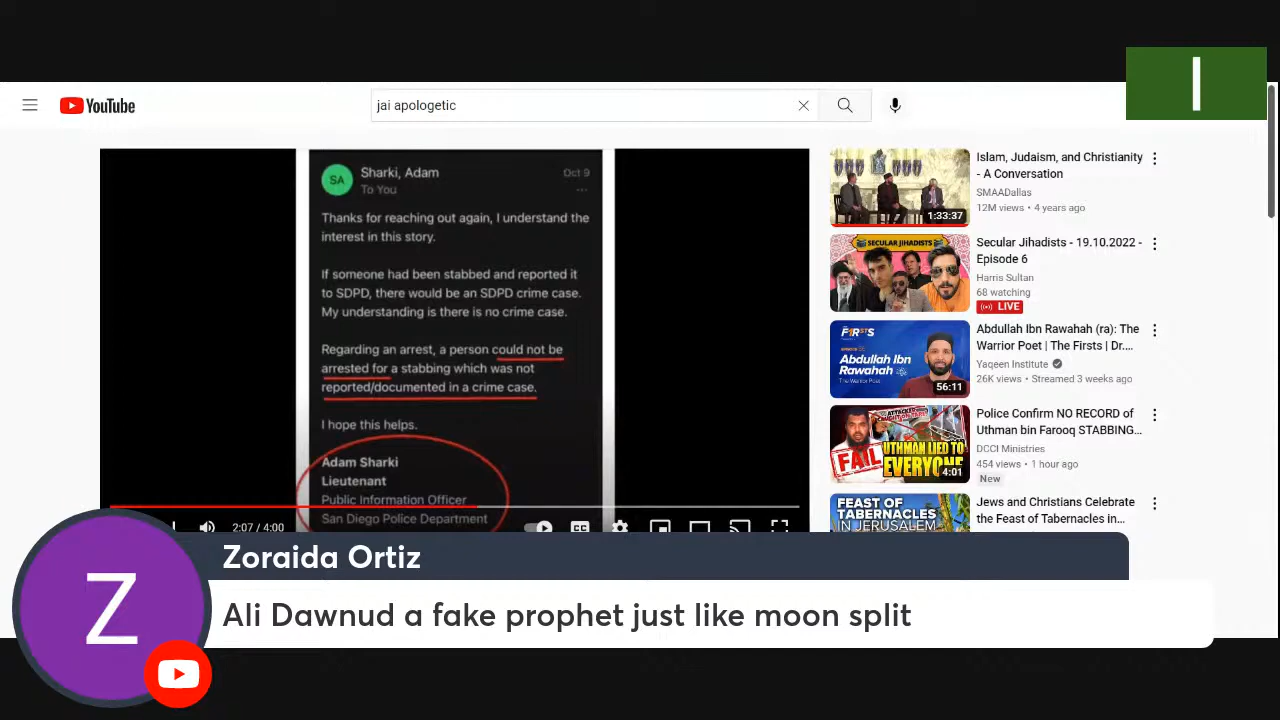 YouTube
jai apologetic
I
SA
Sharki, Adam
Oct 9
To You
Thanks for reaching out again, I understand the
interest in this story.
If someone had been stabbed and reported it
to SDPD, there would be an SDPD crime case.
My understanding is there is no crime case.
Regarding an arrest, a person could not be
arrested for a stabbing which was not
reported/documented in a crime case.
I hope this helps.
Adam Sharki
Lieutenant
Public Information Officer
San Diego Police Department
2:07 / 4:00
1:33:37
Islam, Judaism, and Christianity
- A Conversation
SMAADallas
12M views • 4 years ago
SECULAR JIHADISTS
Secular Jihadists - 19.10.2022 -
Episode 6
Harris Sultan
68 watching
LIVE
THE
F1RSTS
Abdullah Ibn
Rawahah (ra)
The Warrior Poet
56:11
Abdullah Ibn Rawahah (ra): The
Warrior Poet | The Firsts | Dr....
Yaqeen Institute
26K views • Streamed 3 weeks ago
FAIL
UTHMAN LIED TO
EVERYONE
4:01
Police Confirm NO RECORD of
Uthman bin Farooq STABBING...
DCCI Ministries
454 views • 1 hour ago
New
FEAST OF
TABERNACLES
IN JERUSALEM
Jews and Christians Celebrate
the Feast of Tabernacles in...
Z
Zoraida Ortiz
Ali Dawnud a fake prophet just like moon split